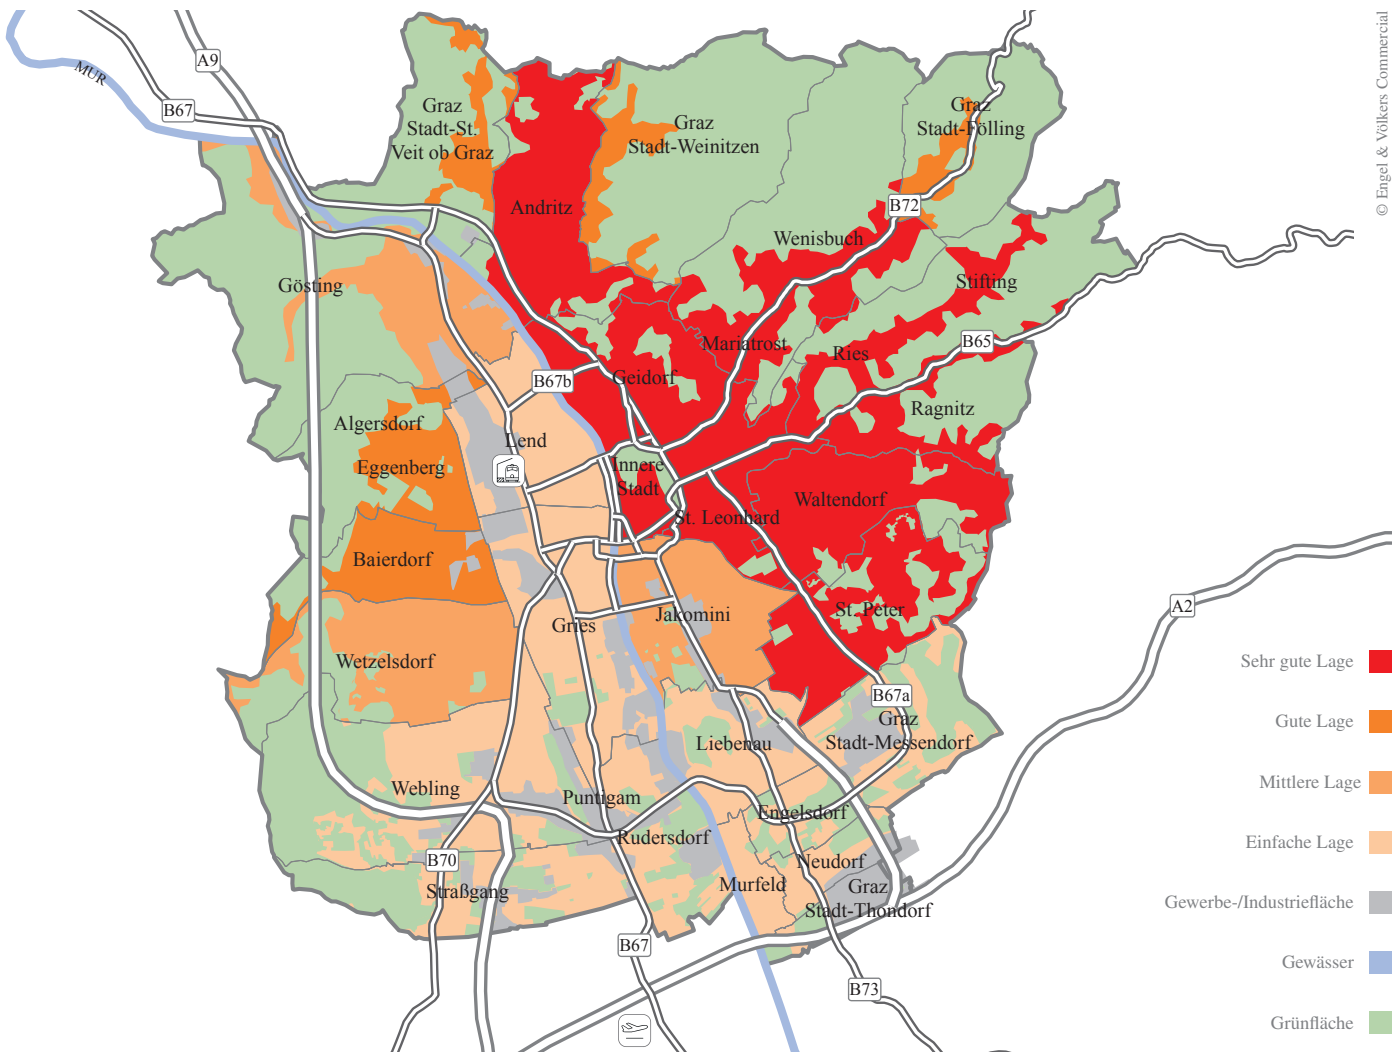 © Engel & Völkers Commercial
A9
MUR
B67
Graz
Stadt-St.
Veit ob Graz
Graz
Stadt-Weinitzen
Graz
Stadt-Fölling
Andritz
B72
Wenisbuch
Gösting
Stifting
Mariatrost
Ries
B65
B67b
Geidorf
Ragnitz
Algersdorf
Lend
Eggenberg
Innere
Stadt
Waltendorf
St. Leonhard
Baierdorf
A2
Gries
Jakomini
St. Peter
Wetzelsdorf
Sehr gute Lage
B67a
Graz
Stadt-Messendorf
Gute Lage
Liebenau
Webling
Puntigam
Mittlere Lage
Engelsdorf
Rudersdorf
Einfache Lage
B70
Neudorf
Straßgang
Murfeld
Graz
Stadt-Thondorf
Gewerbe-/Industriefläche
B67
Gewässer
B73
Grünfläche